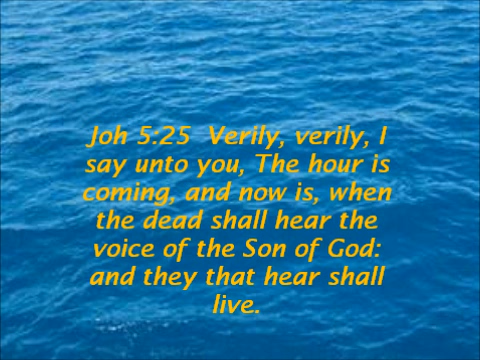 Joh 5:25  Verily, verily, I
say unto you, The hour is
coming, and now is, when
the dead shall hear the
voice of the Son of God:
and they that hear shall
live.